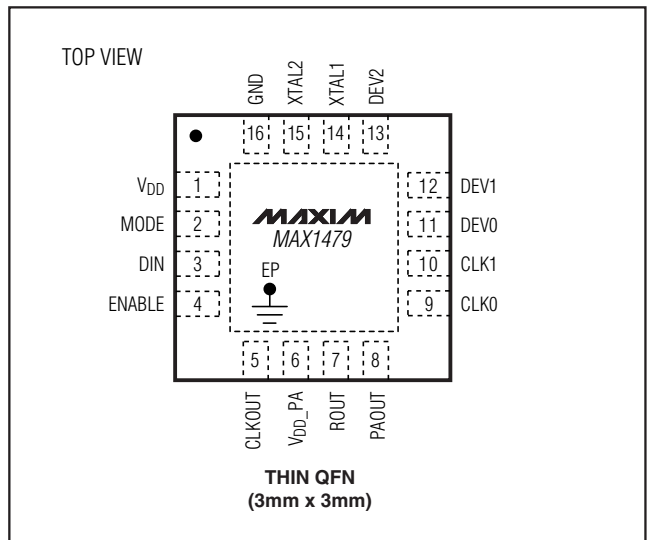 TOP VIEW
GND
XTAL2
XTAL1
DEV2
16 15 14 13
VDD 1
MODE 2
DIN 3
ENABLE 4
MAXIM
MAX1479
EP
12 DEV1
11 DEV0
10 CLK1
9 CLK0
5 6 7 8
CLKOUT
VDD_PA
ROUT
PAOUT
THIN QFN
(3mm x 3mm)